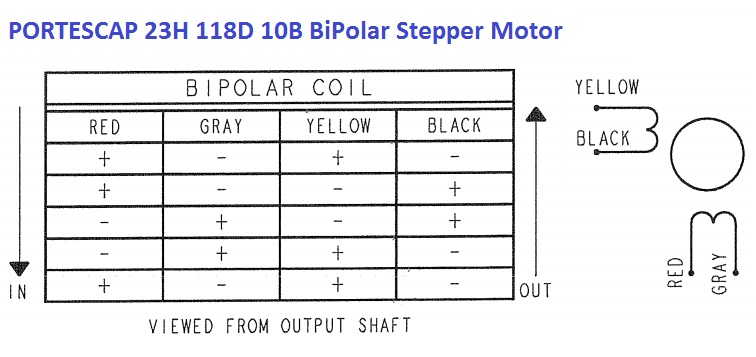 PORTESCAP 23H 118D 10B BiPolar Stepper Motor
BIPOLAR COIL
RED GRAY YELLOW BLACK
+ - + -
+ - - +
- + - +
- + + -
+ - + -
IN
OUT
VIEWED FROM OUTPUT SHAFT
YELLOW
BLACK
RED
GRAY